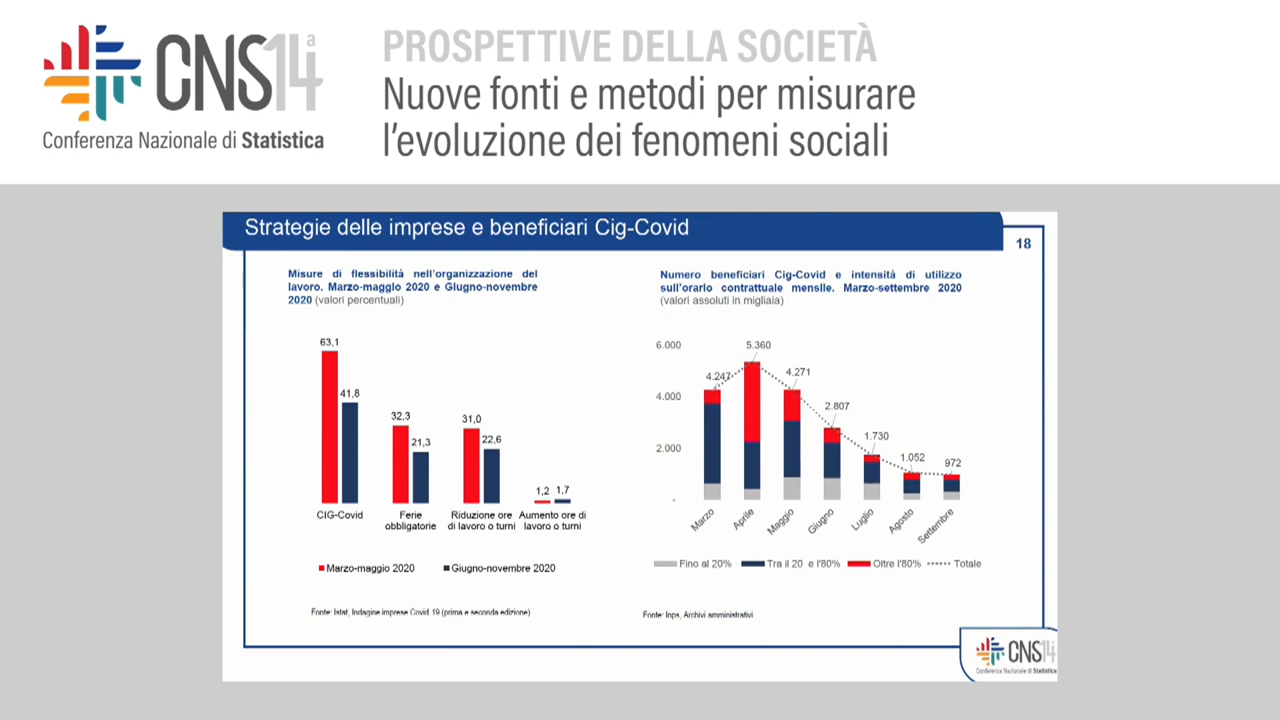 CNS14a
Conferenza Nazionale di Statistica
PROSPETTIVE DELLA SOCIETÀ
Nuove fonti e metodi per misurare
l'evoluzione dei fenomeni sociali
Strategie delle imprese e beneficiari Cig-Covid
18
Misure di flessibilità nell'organizzazione del
lavoro. Marzo-maggio 2020 e Giugno-novembre
2020 (valori percentuali)
63,1
41,8
32,3
21,3
31,0
22,6
1,2
1,7
CIG-Covid
Ferie
obbligatorie
Riduzione ore
di lavoro o turni
Aumento ore di
lavoro o turni
Marzo-maggio 2020
Giugno-novembre 2020
Fonte: Istat, Indagine imprese Covid 19 (prima e seconda edizione)
Numero beneficiari Cig-Covid e intensità di utilizzo
sull'orario contrattuale mensile. Marzo-settembre 2020
(valori assoluti in migliaia)
6.000
4.000
2.000
-
4.247
5.360
4.271
2.807
1.730
1.052
972
Marzo
Aprile
Maggio
Giugno
Luglio
Agosto
Settembre
Fino al 20%
Tra il 20 e l'80%
Oltre l'80%
Totale
Fonte: Inps, Archivi amministrativi
CNS14a
Conferenza Nazionale di Statistica